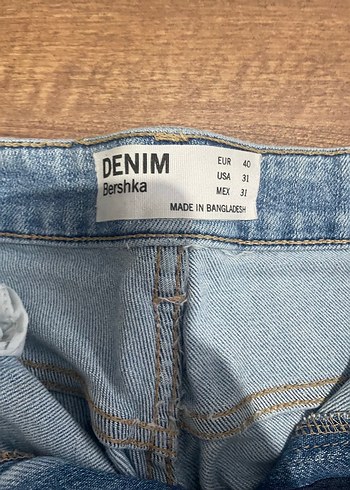 DENIM
Bershka
EUR 40
USA 31
MEX 31
MADE IN BANGLADESH